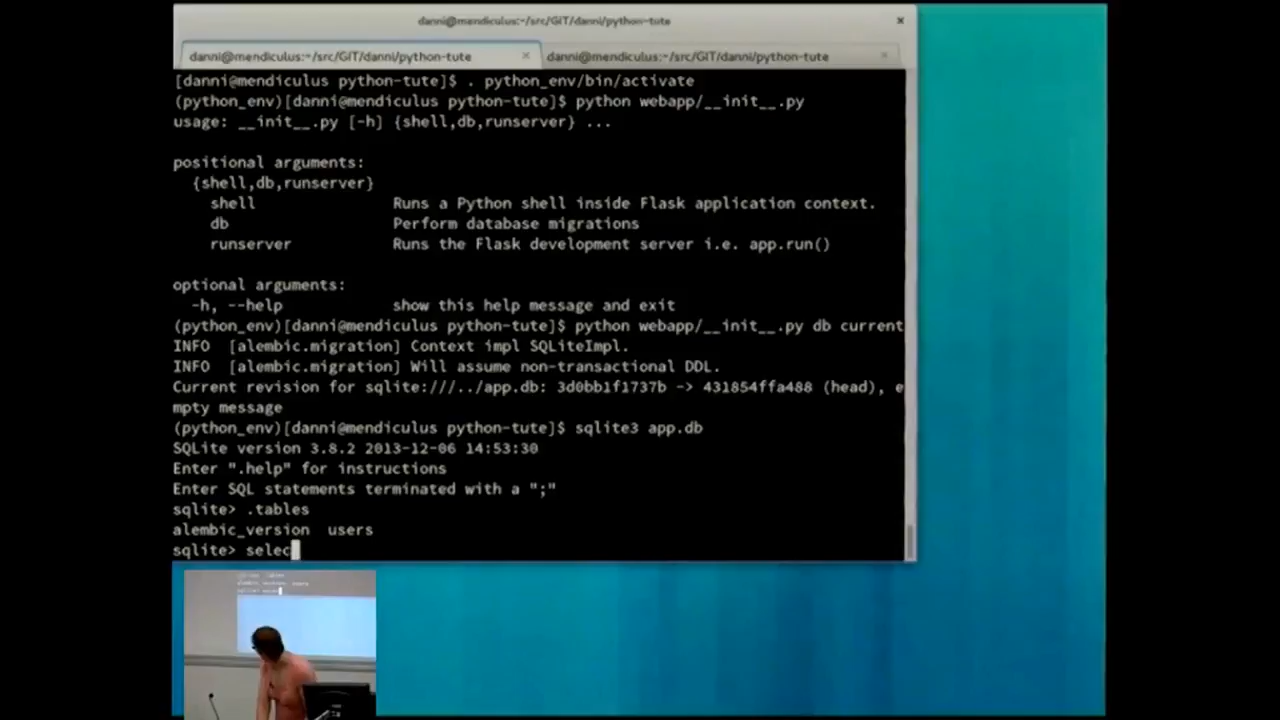 danni@mendiculus:~/src/GIT/danni/python-tute
danni@mendiculus:~/src/GIT/danni/python-tute danni@mendiculus:~/src/GIT/danni/python-tute
[danni@mendiculus python-tute]$ . python_env/bin/activate
(python_env)[danni@mendiculus python-tute]$ python webapp/__init__.py
usage: __init__.py [-h] {shell,db,runserver} ...
positional arguments:
{shell,db,runserver}
shell Runs a Python shell inside Flask application context.
db Perform database migrations
runserver Runs the Flask development server i.e. app.run()
optional arguments:
-h, --help show this help message and exit
(python_env)[danni@mendiculus python-tute]$ python webapp/__init__.py db current
INFO [alembic.migration] Context impl SQLiteImpl.
INFO [alembic.migration] Will assume non-transactional DDL.
Current revision for sqlite:///../app.db: 3d0bb1f1737b -> 431854ffa488 (head), e
mpty message
(python_env)[danni@mendiculus python-tute]$ sqlite3 app.db
SQLite version 3.8.2 2013-12-06 14:53:30
Enter ".help" for instructions
Enter SQL statements terminated with a ";"
sqlite> .tables
alembic_version users
sqlite> selec